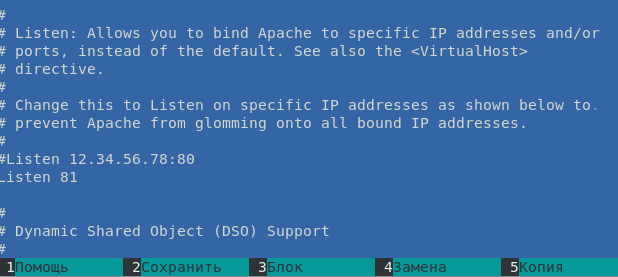 #
# Listen: Allows you to bind Apache to specific IP addresses and/or
# ports, instead of the default. See also the <VirtualHost>
# directive.
#
# Change this to Listen on specific IP addresses as shown below to.
# prevent Apache from glomming onto all bound IP addresses.
#
#Listen 12.34.56.78:80
Listen 81
#
# Dynamic Shared Object (DSO) Support
#
1Помощь 2Сохранить 3Блок 4Замена 5Копия